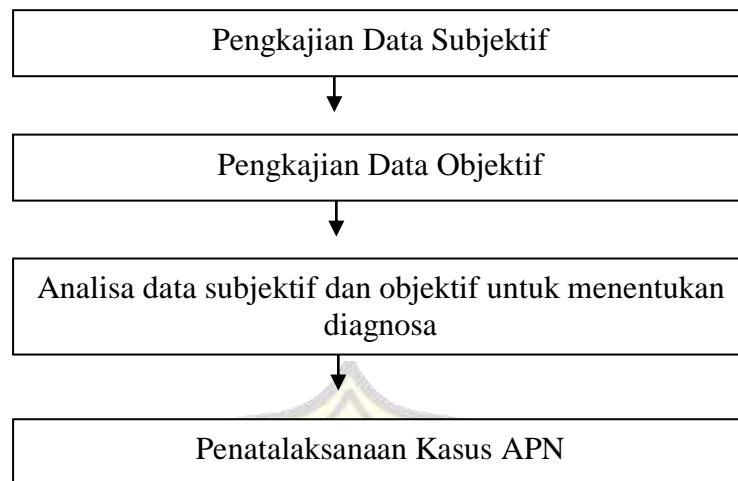 Pengkajian Data Subjektif
Pengkajian Data Objektif
Analisa data subjektif dan objektif untuk menentukan
diagnosa
Penatalaksanaan Kasus APN